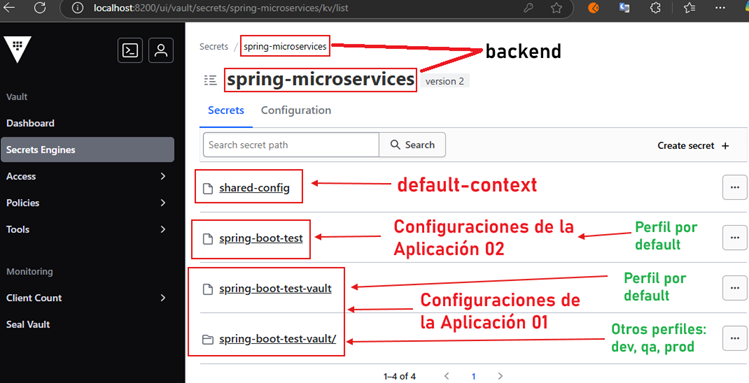 localhost:8200/ui/vault/secrets/spring-microservices/kv/list
Secrets / spring-microservices
backend
spring-microservices version 2
Vault
Dashboard
Secrets Engines
Access
Policies
Tools
Monitoring
Client Count
Seal Vault
Secrets Configuration
Search secret path Search Create secret +
shared-config
default-context
spring-boot-test
Configuraciones de la
Aplicación 02
Perfil por
default
spring-boot-test-vault
Perfil por
default
Configuraciones de
la Aplicación 01
spring-boot-test-vault/
Otros perfiles:
dev, qa, prod
1–4 of 4 < 1 >